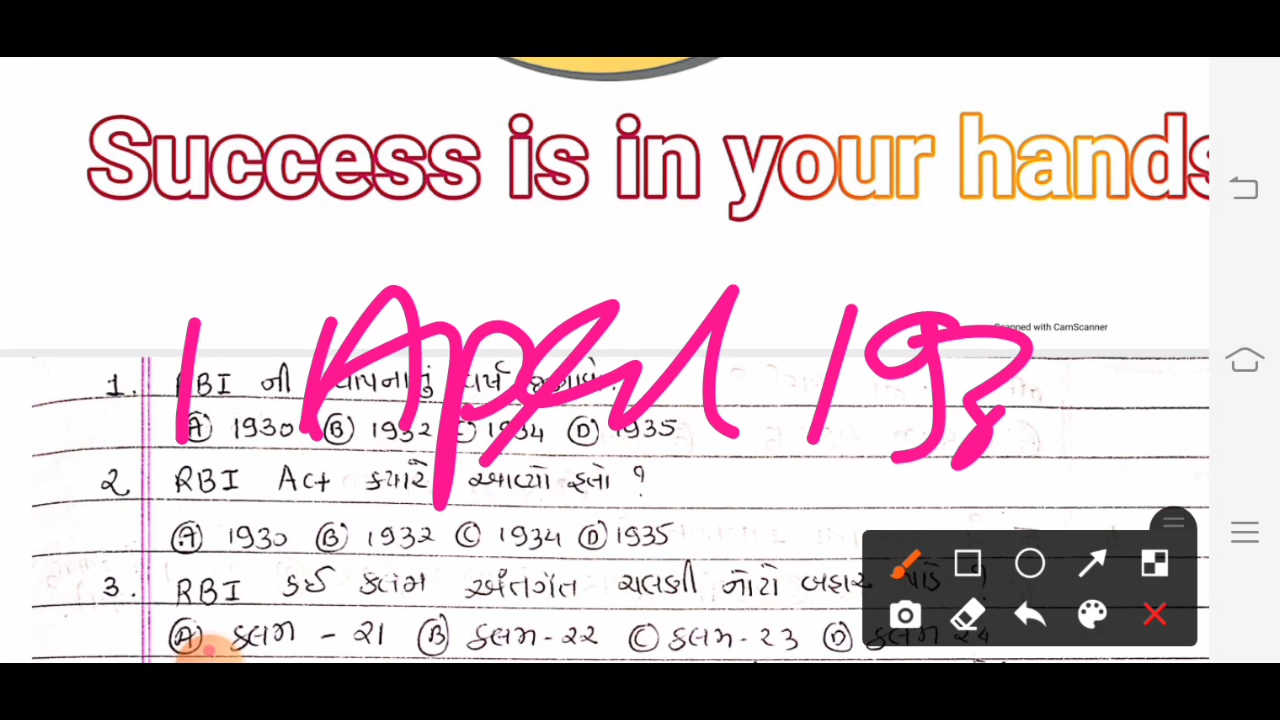 Success is in your hands
1 April 193
Scanned with CamScanner
1. RBI ની સ્થાપનાનું વર્ષ જણાવો ?
Ⓐ 1930 Ⓑ 1932 Ⓒ 1934 Ⓓ 1935
2 RBI Act ક્યારે આવ્યો હતો ?
Ⓐ 1930 Ⓑ 1932 Ⓒ 1934 Ⓓ 1935
3. RBI કઈ કલમ અંતર્ગત ચલણી નોટો બહાર પાડે ?
Ⓐ કલમ - 21 Ⓑ કલમ-22 Ⓒ કલમ-23 Ⓓ કલમ 24